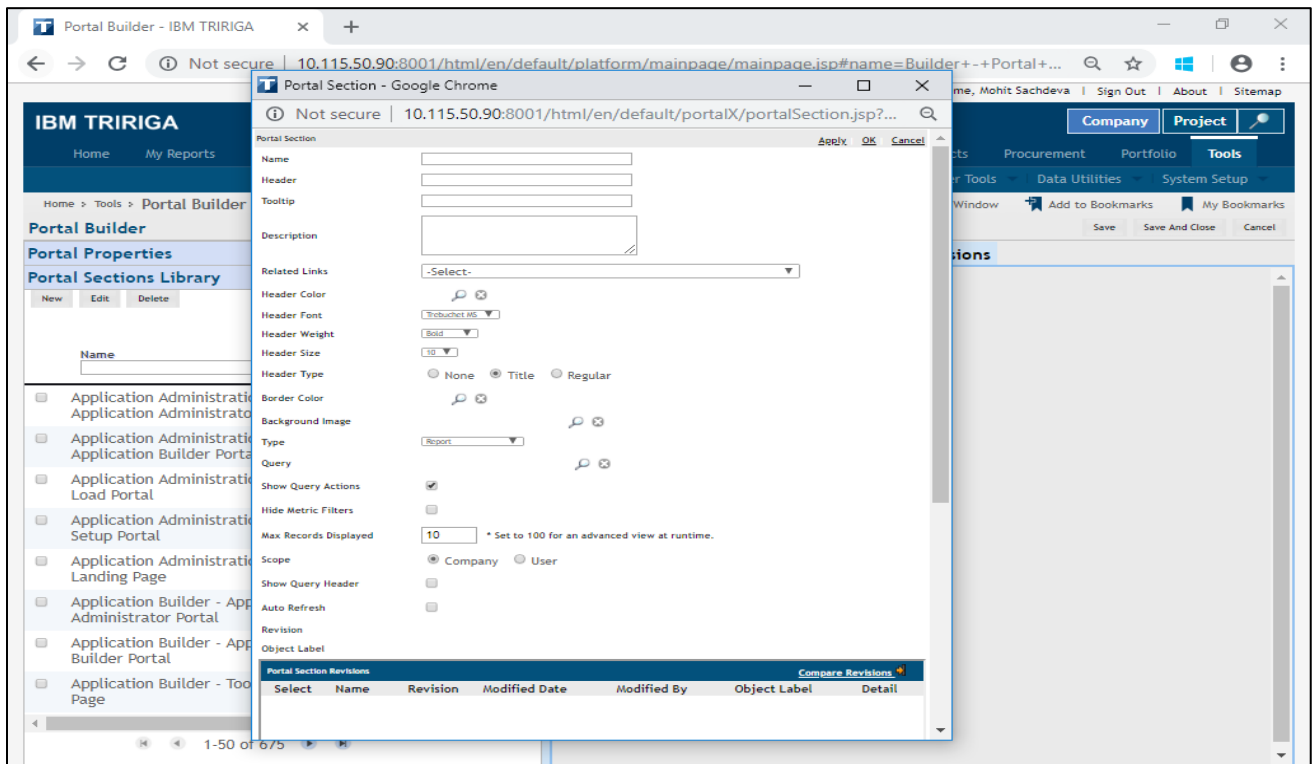 Portal Builder - IBM TRIRIGA
Not secure | 10.115.50.90:8001/html/en/default/platform/mainpage/mainpage.jsp#name=Builder+-+Portal+...
Portal Section - Google Chrome
me, Mohit Sachdeva | Sign Out | About | Sitemap
Not secure | 10.115.50.90:8001/html/en/default/portalX/portalSection.jsp?...
IBM TRIRIGA
Company Project
Home My Reports
cts Procurement Portfolio Tools
er Tools Data Utilities System Setup
Home > Tools > Portal Builder
Window Add to Bookmarks My Bookmarks
Portal Builder
Save Save And Close Cancel
Portal Properties
sions
Portal Sections Library
New Edit Delete
Name
Application Administratio
Application Administrato
Application Administratio
Application Builder Porta
Application Administratio
Load Portal
Application Administratio
Setup Portal
Application Administratio
Landing Page
Application Builder - App
Administrator Portal
Application Builder - App
Builder Portal
Application Builder - Too
Page
1-50 of 675
Portal Section
Apply OK Cancel
Name
Header
Tooltip
Description
Related Links -Select-
Header Color
Header Font Trebuchet MS
Header Weight Bold
Header Size 10
Header Type None Title Regular
Border Color
Background Image
Type Report
Query
Show Query Actions
Hide Metric Filters
Max Records Displayed 10 * Set to 100 for an advanced view at runtime.
Scope Company User
Show Query Header
Auto Refresh
Revision
Object Label
Portal Section Revisions Compare Revisions
Select Name Revision Modified Date Modified By Object Label Detail